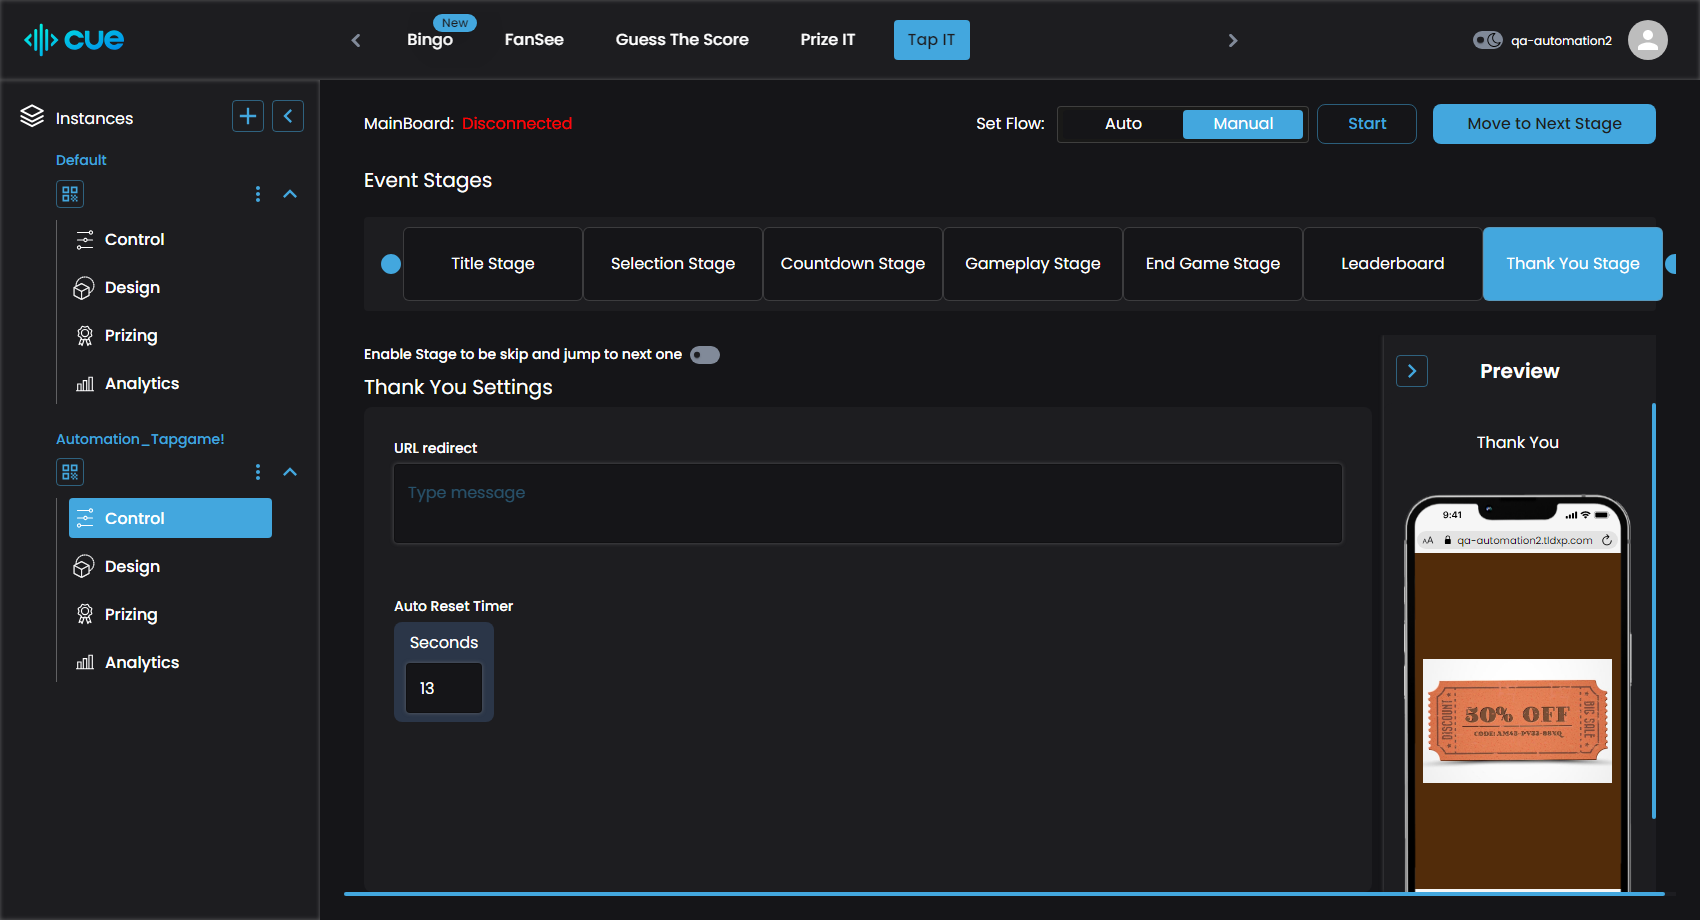 cue
New
Bingo
FanSee
Guess The Score
Prize IT
Tap IT
qa-automation2
Instances
Default
Control
Design
Prizing
Analytics
Automation_Tapgame!
Control
Design
Prizing
Analytics
MainBoard: Disconnected
Set Flow:
Auto
Manual
Start
Move to Next Stage
Event Stages
Title Stage
Selection Stage
Countdown Stage
Gameplay Stage
End Game Stage
Leaderboard
Thank You Stage
Enable Stage to be skip and jump to next one
Thank You Settings
URL redirect
Type message
Auto Reset Timer
Seconds
13
Preview
Thank You
9:41
AA
qa-automation2.tldxp.com
DISCOUNT
50% OFF
BIG SALE